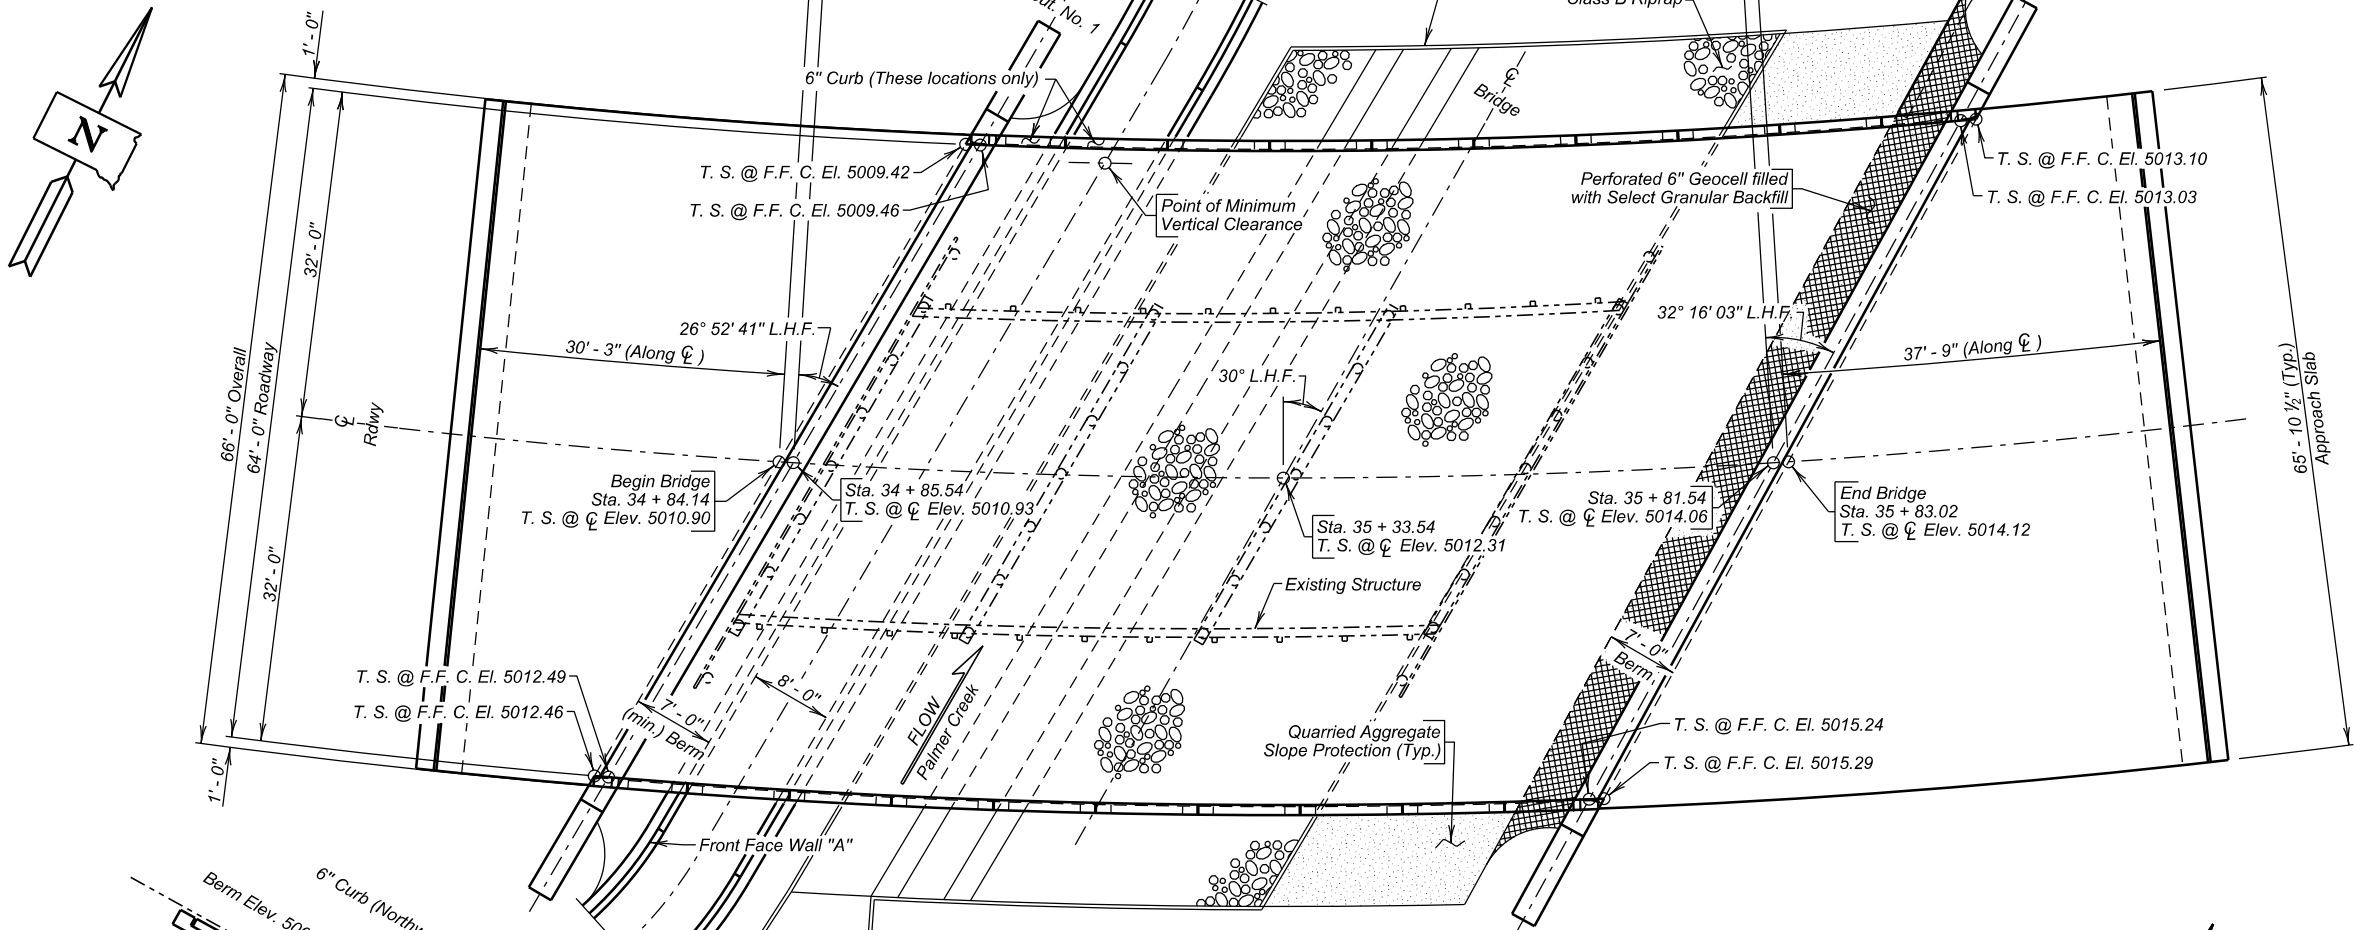 ut. No. 1
Class B Riprap
1' - 0"
6" Curb (These locations only)
℄
Bridge
N
T. S. @ F.F. C. El. 5009.42
T. S. @ F.F. C. El. 5009.46
Point of Minimum
Vertical Clearance
Perforated 6" Geocell filled
with Select Granular Backfill
T. S. @ F.F. C. El. 5013.10
T. S. @ F.F. C. El. 5013.03
32' - 0"
26° 52' 41" L.H.F.
30' - 3" (Along ℄ )
30° L.H.F.
32° 16' 03" L.H.F.
37' - 9" (Along ℄ )
66' - 0" Overall
64' - 0" Roadway
℄
Rdwy
65' - 10 ½" (Typ.)
Approach Slab
Begin Bridge
Sta. 34 + 84.14
T. S. @ ℄ Elev. 5010.90
Sta. 34 + 85.54
T. S. @ ℄ Elev. 5010.93
Sta. 35 + 33.54
T. S. @ ℄ Elev. 5012.31
Sta. 35 + 81.54
T. S. @ ℄ Elev. 5014.06
End Bridge
Sta. 35 + 83.02
T. S. @ ℄ Elev. 5014.12
32' - 0"
Existing Structure
7' - 0"
Berm
T. S. @ F.F. C. El. 5012.49
T. S. @ F.F. C. El. 5012.46
7' - 0"
(min.) Berm
8' - 0"
FLOW
Palmer Creek
Quarried Aggregate
Slope Protection (Typ.)
T. S. @ F.F. C. El. 5015.24
T. S. @ F.F. C. El. 5015.29
1' - 0"
Front Face Wall "A"
Berm Elev. 500
6" Curb (Northw